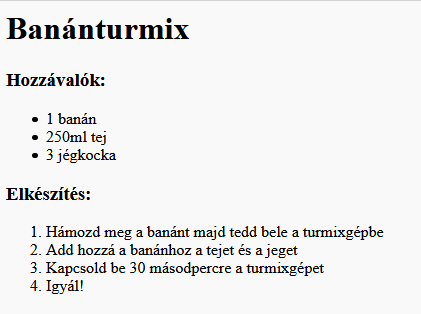 Banánturmix
Hozzávalók:
1 banán
250ml tej
3 jégkocka
Elkészítés:
1. Hámozd meg a banánt majd tedd bele a turmixgépbe
2. Add hozzá a banánhoz a tejet és a jeget
3. Kapcsold be 30 másodpercre a turmixgépet
4. Igyál!